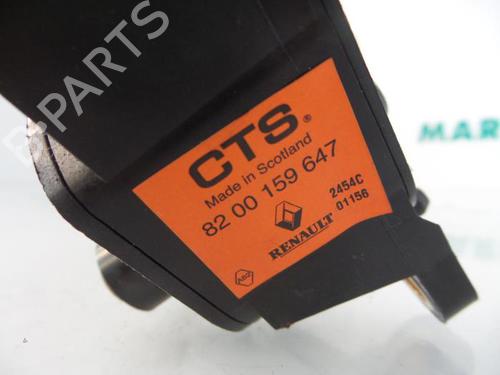 B PARTS
CTS®
Made in Scotland
82 00 159 647
2454C
01156
RENAULT
MAR